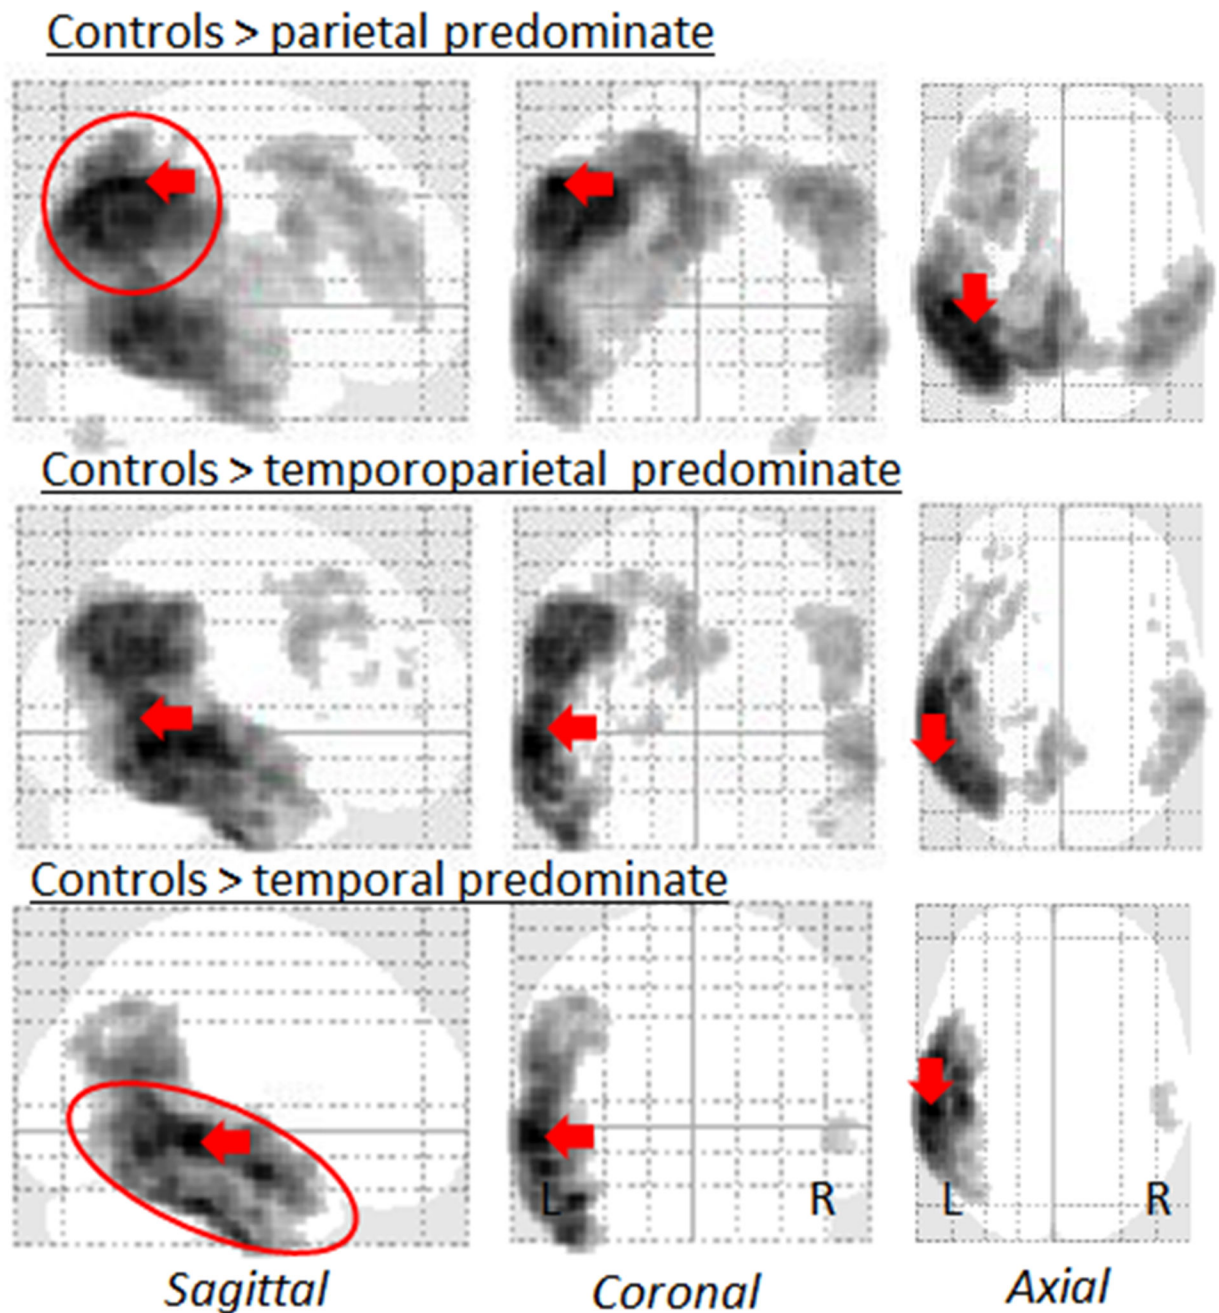 Controls > parietal predominate
Controls > temporoparietal predominate
Controls > temporal predominate
L R L R
Sagittal Coronal Axial